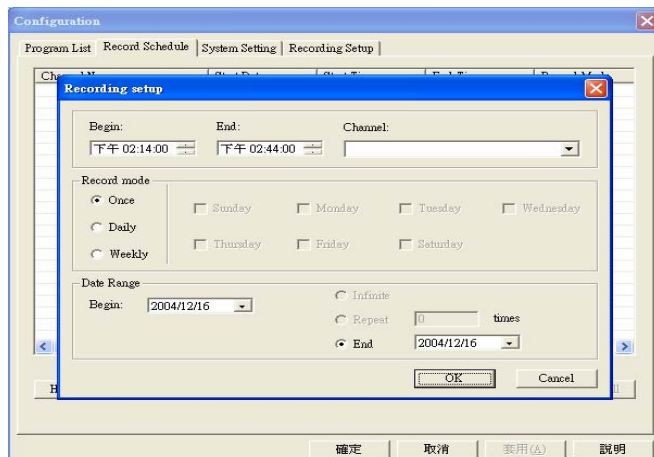 Configuration
Program List Record Schedule System Setting Recording Setup
Recording setup
Begin: End: Channel:
下午 02:14:00 下午 02:44:00
Record mode
Once Sunday Monday Tuesday Wednesday
Daily
Weekly Thursday Friday Saturday
Date Range
Begin: 2004/12/16 Infinite
Repeat 0 times
End 2004/12/16
OK Cancel
確定 取消 套用(A) 說明